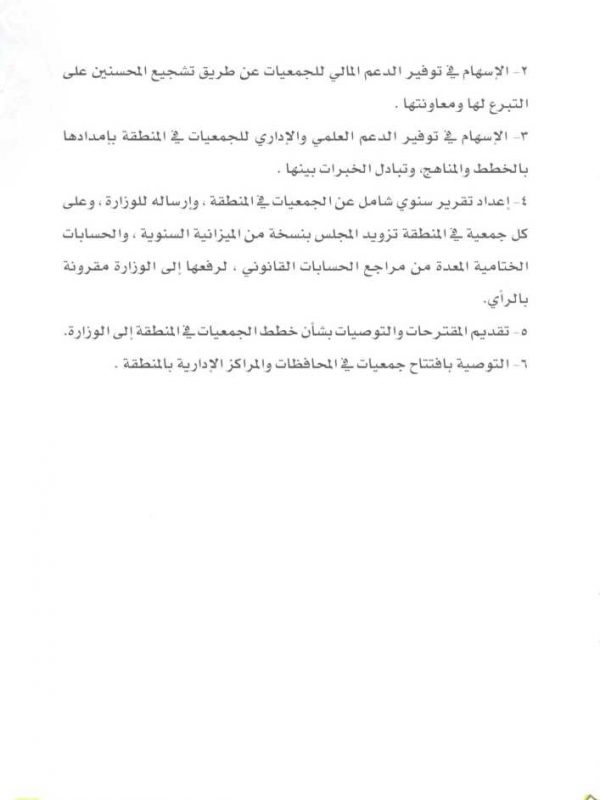 ٢- الإسهام في توفير الدعم المالي للجمعيات عن طريق تشجيع المحسنين على
التبرع لها ومعاونتها .
٣- الإسهام في توفير الدعم العلمي والإداري للجمعيات في المنطقة بإمدادها
بالخطط والمناهج، وتبادل الخبرات بينها .
٤- إعداد تقرير سنوي شامل عن الجمعيات في المنطقة ، وإرساله للوزارة ، وعلى
كل جمعية في المنطقة تزويد المجلس بنسخة من الميزانية السنوية ، والحسابات
الختامية المعدة من مراجع الحسابات القانوني ، لرفعها إلى الوزارة مقرونة
بالرأي.
٥- تقديم المقترحات والتوصيات بشأن خطط الجمعيات في المنطقة إلى الوزارة.
٦- التوصية بافتتاح جمعيات في المحافظات والمراكز الإدارية بالمنطقة .